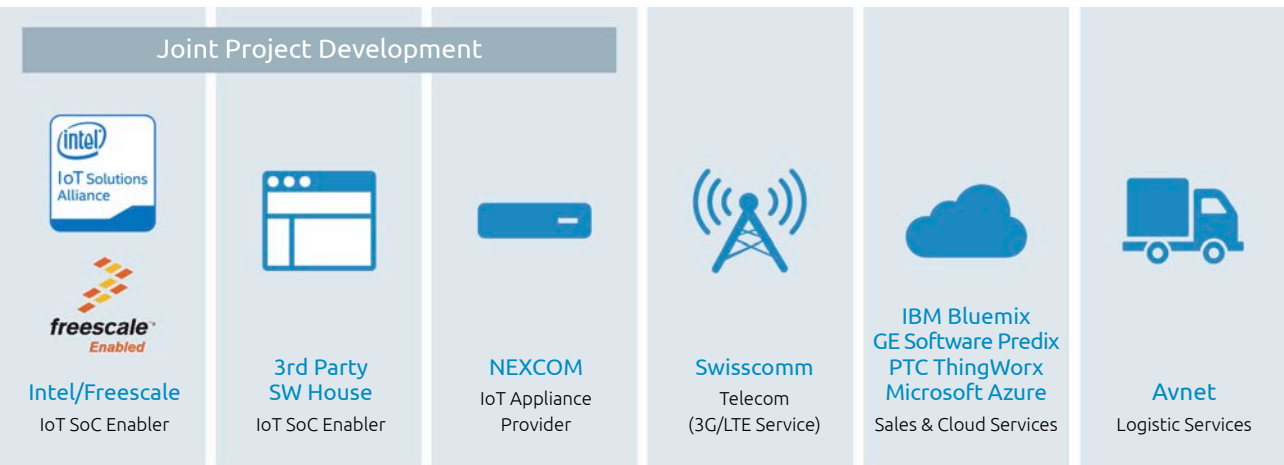 Joint Project Development
intel
IoT Solutions
Alliance
freescale™
Enabled
Intel/Freescale
IoT SoC Enabler
3rd Party
SW House
IoT SoC Enabler
NEXCOM
IoT Appliance
Provider
Swisscomm
Telecom
(3G/LTE Service)
IBM Bluemix
GE Software Predix
PTC ThingWorx
Microsoft Azure
Sales & Cloud Services
Avnet
Logistic Services